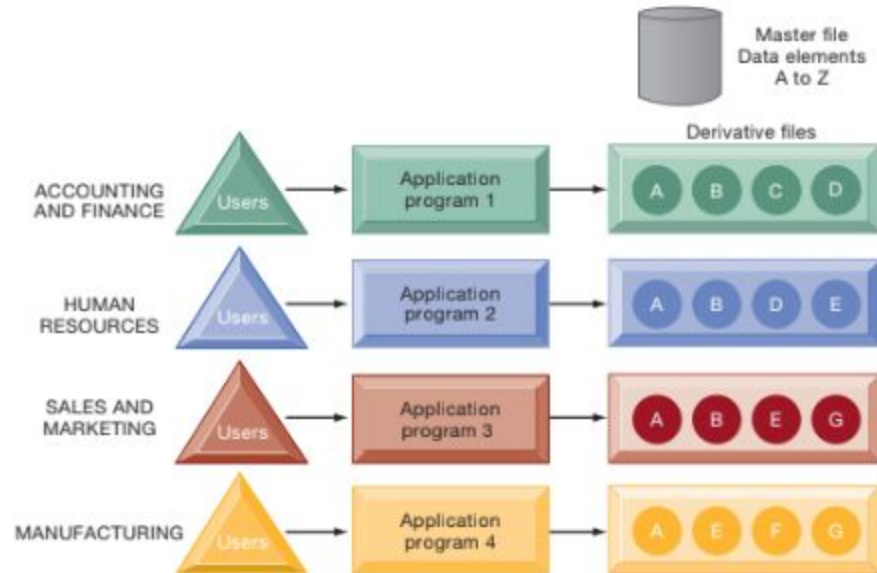 Master file
Data elements
A to Z
Derivative files
ACCOUNTING
AND FINANCE
Users
Application
program 1
A B C D
HUMAN
RESOURCES
Users
Application
program 2
A B D E
SALES AND
MARKETING
Users
Application
program 3
A B E G
MANUFACTURING
Users
Application
program 4
A E F G